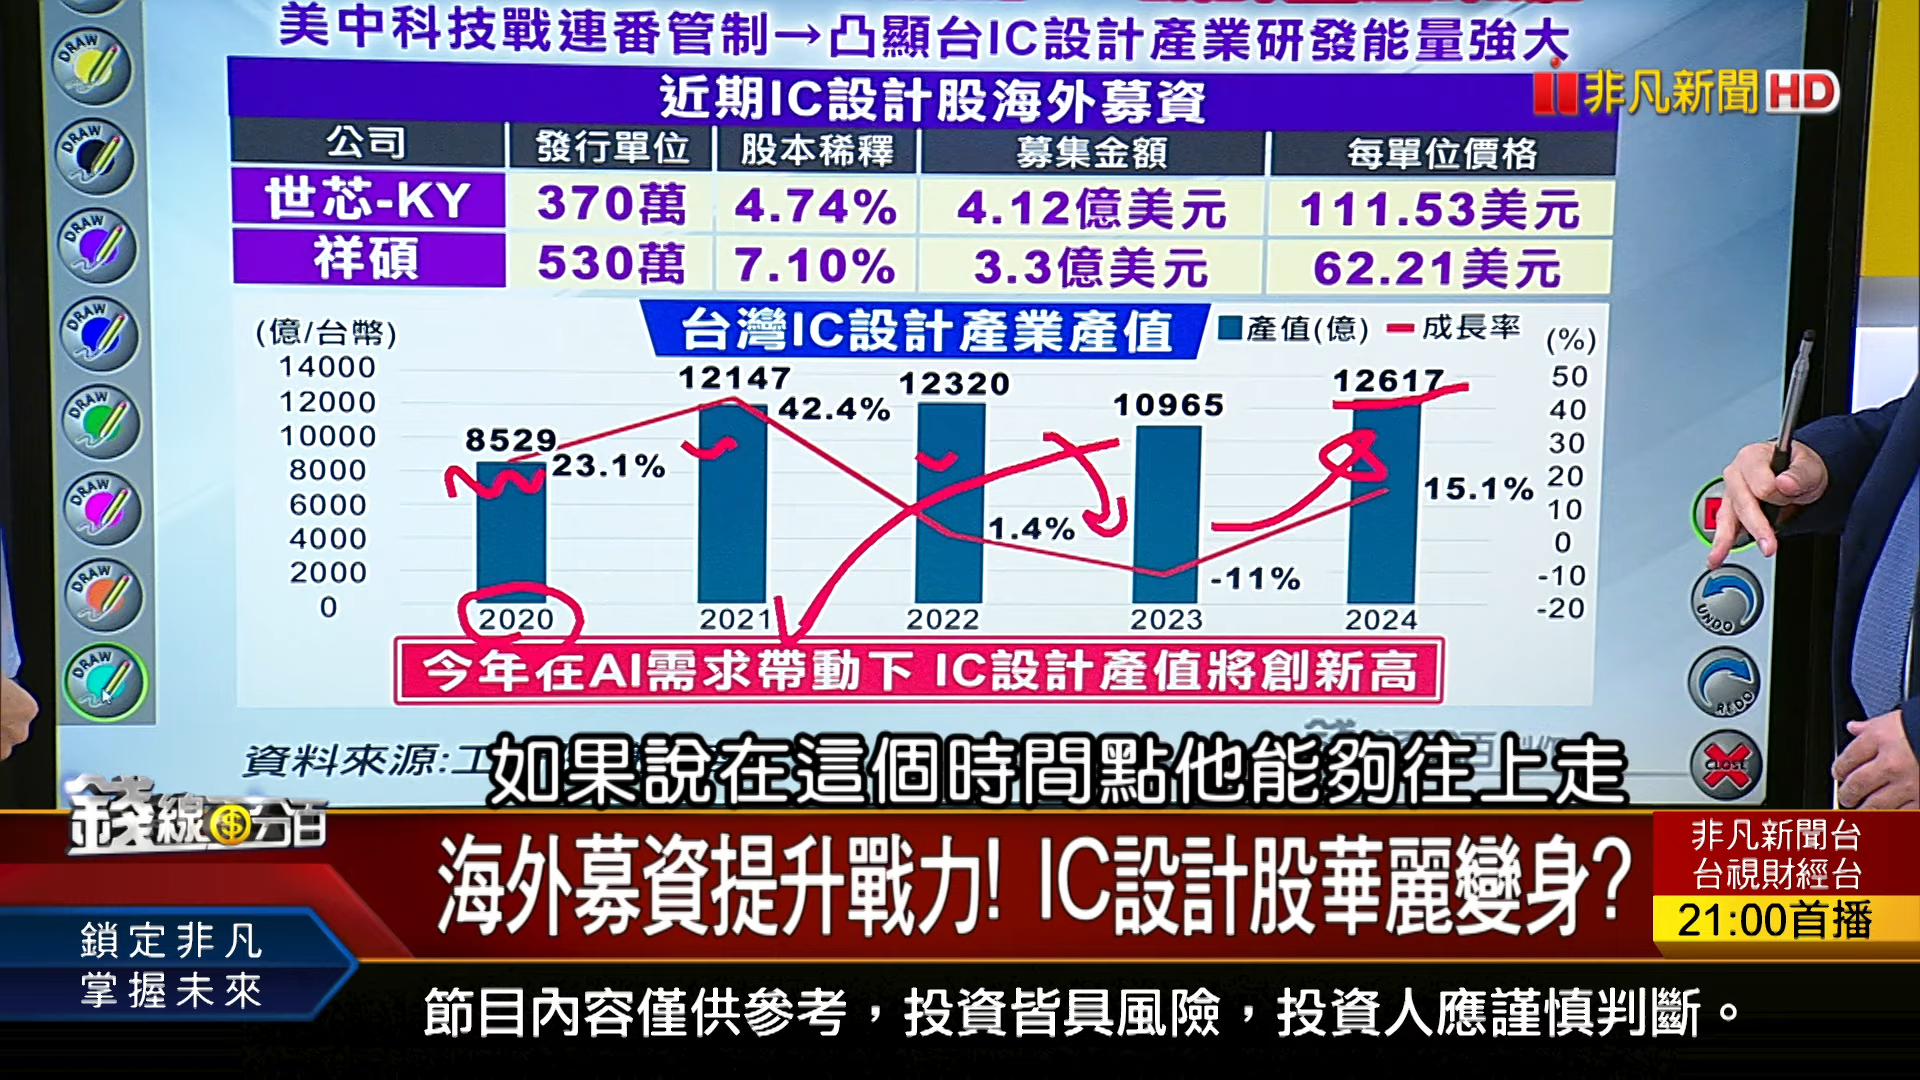 美中科技戰連番管制→凸顯台IC設計產業研發能量強大
近期IC設計股海外募資
非凡新聞HD
公司 發行單位 股本稀釋 募集金額 每單位價格
世芯-KY 370萬 4.74% 4.12億美元 111.53美元
祥碩 530萬 7.10% 3.3億美元 62.21美元
台灣IC設計產業產值
產值(億) 成長率
(億/台幣) (%)
14000
12000
10000
8000
6000
4000
2000
0
50
40
30
20
10
0
-10
-20
8529 12147 12320 10965 12617
23.1% 42.4% 1.4% -11% 15.1%
2020 2021 2022 2023 2024
今年在AI需求帶動下 IC設計產值將創新高
資料來源:工
DRAW
DRAW
DRAW
DRAW
DRAW
DRAW
DRAW
DRAW
UNDO
REDO
CLOSE
如果說在這個時間點他能夠往上走
錢線百分百
海外募資提升戰力! IC設計股華麗變身?
非凡新聞台
台視財經台
21:00首播
鎖定非凡
掌握未來
節目內容僅供參考，投資皆具風險，投資人應謹慎判斷。